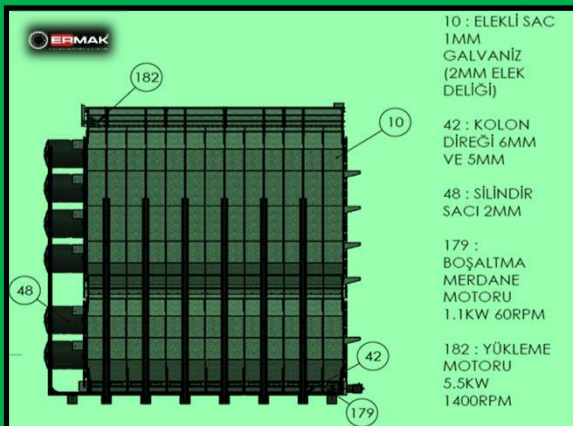 ERMAK
182
10
48
42
179
10 : ELEKLİ SAC
1MM
GALVANİZ
(2MM ELEK
DELİĞİ)
42 : KOLON
DİREĞİ 6MM
VE 5MM
48 : SİLİNDİR
SACI 2MM
179 :
BOŞALTMA
MERDANE
MOTORU
1.1KW 60RPM
182 : YÜKLEME
MOTORU
5.5KW
1400RPM